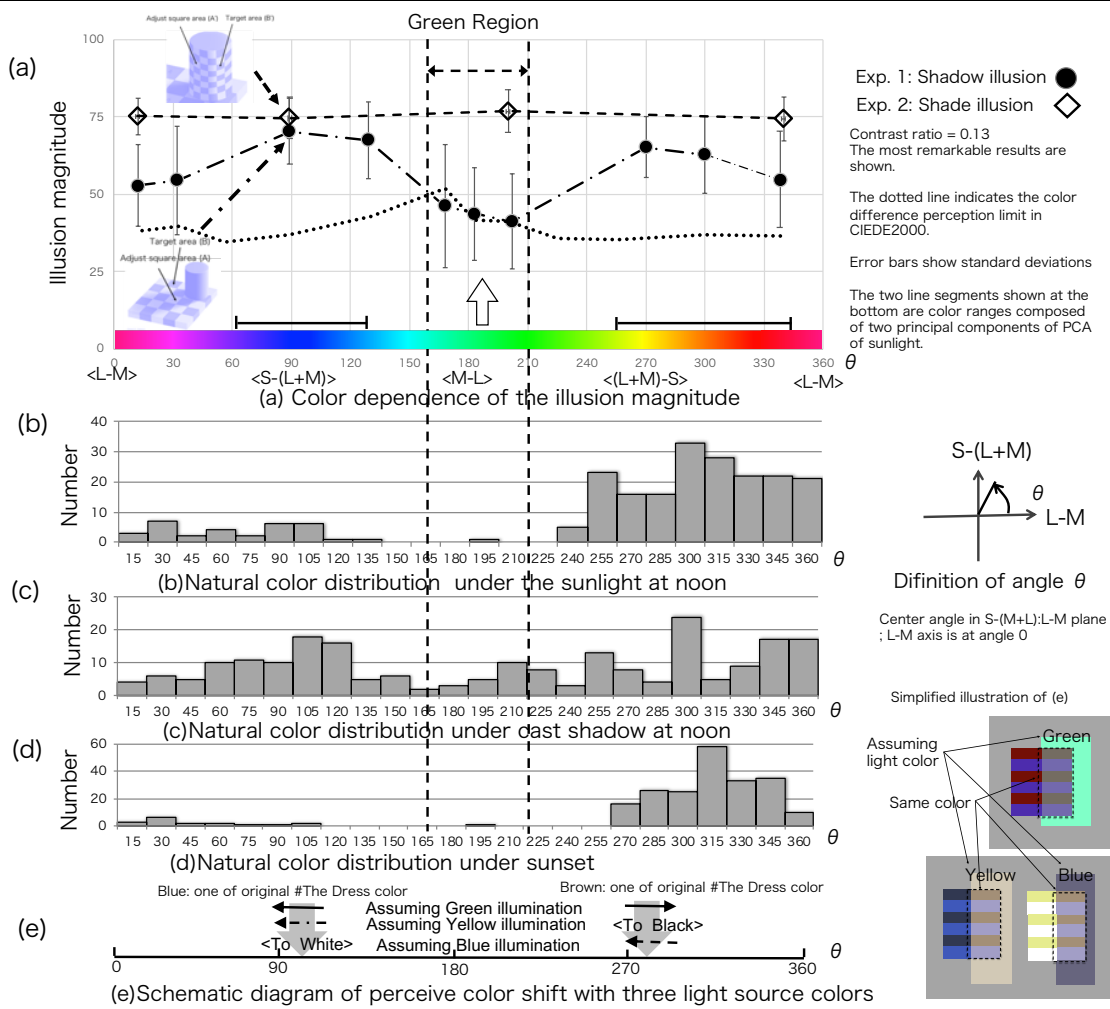 Green Region
(a)
Adjust square area (A')
Target area (B')
100
75
50
25
0
Illusion magnitude
Target area (B)
Adjust square area (A)
0 30 60 90 120 150 180 210 240 270 300 330 360 θ
<L-M> <S-(L+M)> <M-L> <(L+M)-S> <L-M>
(a) Color dependence of the illusion magnitude
Exp. 1: Shadow illusion
Exp. 2: Shade illusion
Contrast ratio = 0.13
The most remarkable results are
shown.
The dotted line indicates the color
difference perception limit in
CIEDE2000.
Error bars show standard deviations
The two line segments shown at the
bottom are color ranges composed
of two principal components of PCA
of sunlight.
(b)
Number
40
30
20
10
0
15 30 45 60 75 90 105 120 135 150 165 180 195 210 225 240 255 270 285 300 315 330 345 360 θ
(b)Natural color distribution under the sunlight at noon
S-(L+M)
θ
L-M
Difinition of angle θ
Center angle in S-(M+L):L-M plane
; L-M axis is at angle 0
(c)
Number
30
20
10
0
15 30 45 60 75 90 105 120 135 150 165 180 195 210 225 240 255 270 285 300 315 330 345 360 θ
(c)Natural color distribution under cast shadow at noon
(d)
Number
60
40
20
0
15 30 45 60 75 90 105 120 135 150 165 180 195 210 225 240 255 270 285 300 315 330 345 360 θ
(d)Natural color distribution under sunset
Simplified illustration of (e)
Green
Assuming
light color
Same color
Yellow
Blue
(e)
Blue: one of original #The Dress color
Brown: one of original #The Dress color
Assuming Green illumination
Assuming Yellow illumination
Assuming Blue illumination
<To White>
<To Black>
0 90 180 270 360 θ
(e)Schematic diagram of perceive color shift with three light source colors